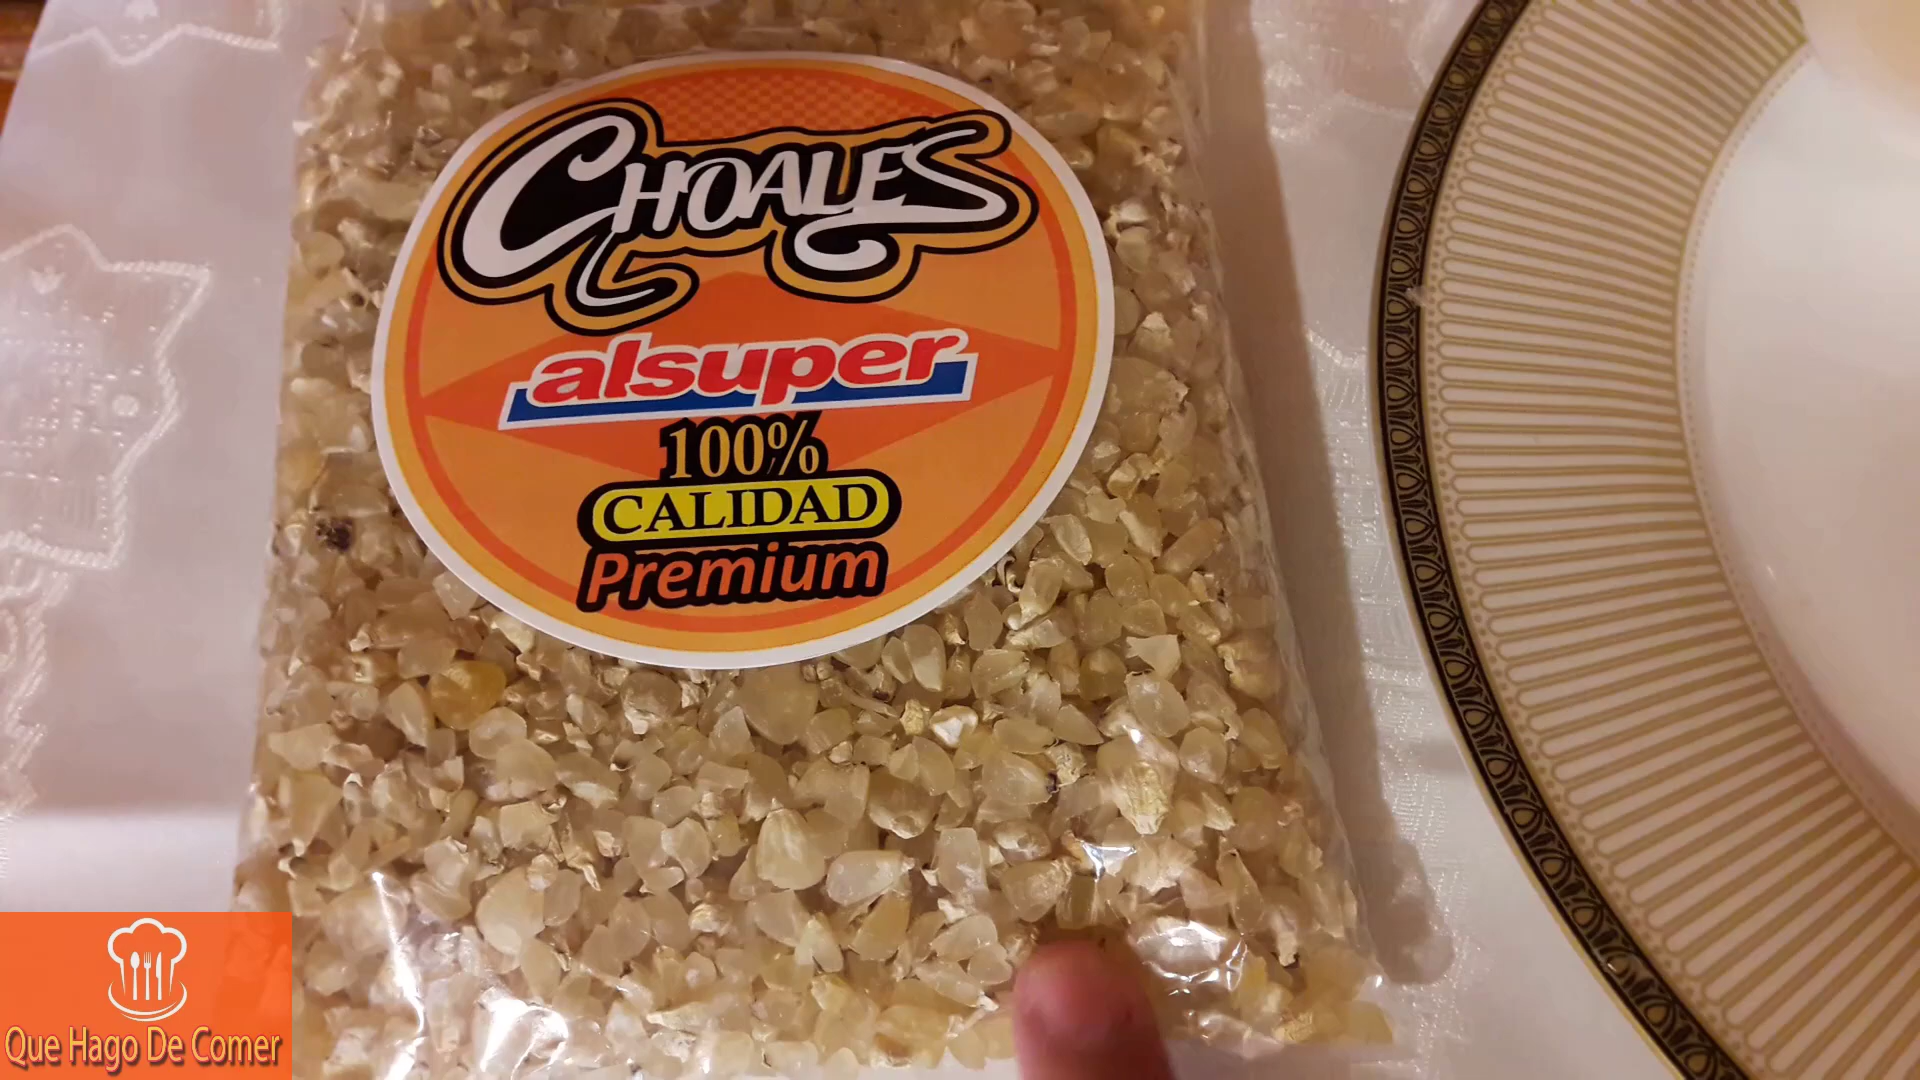 CHOALES
alsuper
100%
CALIDAD
Premium
Que Hago De Comer